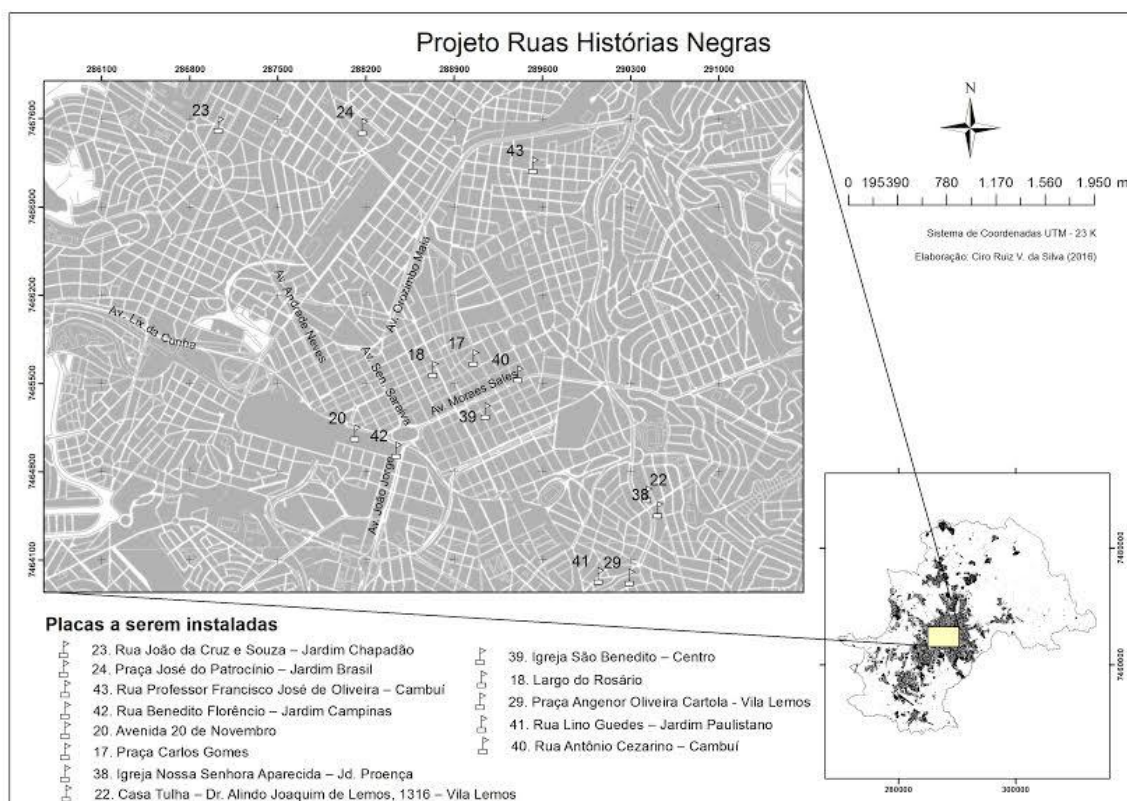 Projeto Ruas Histórias Negras
286100 286800 287500 288200 288900 289600 290300 291000
7467600
7466900
7466200
7465500
7464800
7464100
23
24
43
Av. Orozimbo Maia
Av. Andrade Neves
Av. Lix da Cunha
Av. Sen. Saraiva
18
17
40
Av. Moraes Sales
39
20
42
Av. João Jorge
22
38
41
29
N
0 195390 780 1.170 1.560 1.950 m
Sistema de Coordenadas UTM - 23 K
Elaboração: Ciro Ruiz V. da Silva (2016)
7480000
7460000
280000 300000
Placas a serem instaladas
23. Rua João da Cruz e Souza – Jardim Chapadão
24. Praça José do Patrocínio – Jardim Brasil
43. Rua Professor Francisco José de Oliveira – Cambuí
42. Rua Benedito Florêncio – Jardim Campinas
20. Avenida 20 de Novembro
17. Praça Carlos Gomes
38. Igreja Nossa Senhora Aparecida – Jd. Proença
22. Casa Tulha – Dr. Alindo Joaquim de Lemos, 1316 – Vila Lemos
39. Igreja São Benedito – Centro
18. Largo do Rosário
29. Praça Angenor Oliveira Cartola - Vila Lemos
41. Rua Lino Guedes – Jardim Paulistano
40. Rua Antônio Cezarino – Cambuí